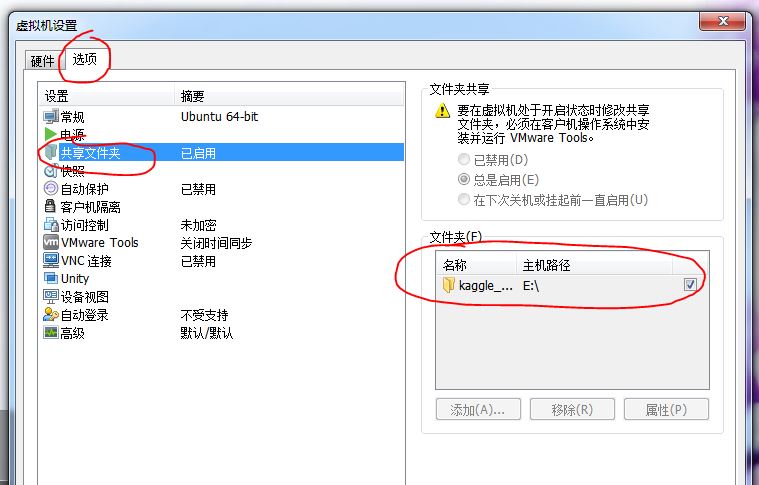 虚拟机设置
硬件 选项
设置 摘要
常规 Ubuntu 64-bit
电源
共享文件夹 已启用
快照
自动保护 已禁用
客户机隔离
访问控制 未加密
VMware Tools 关闭时间同步
VNC 连接 已禁用
Unity
设备视图
自动登录 不受支持
高级 默认/默认
文件夹共享
要在虚拟机处于开启状态时修改共享
文件夹，必须在客户机操作系统中安
装并运行 VMware Tools。
已禁用(D)
总是启用(E)
在下次关机或挂起前一直启用(U)
文件夹(F)
名称 主机路径
kaggle_... E:\
添加(A)... 移除(R) 属性(P)